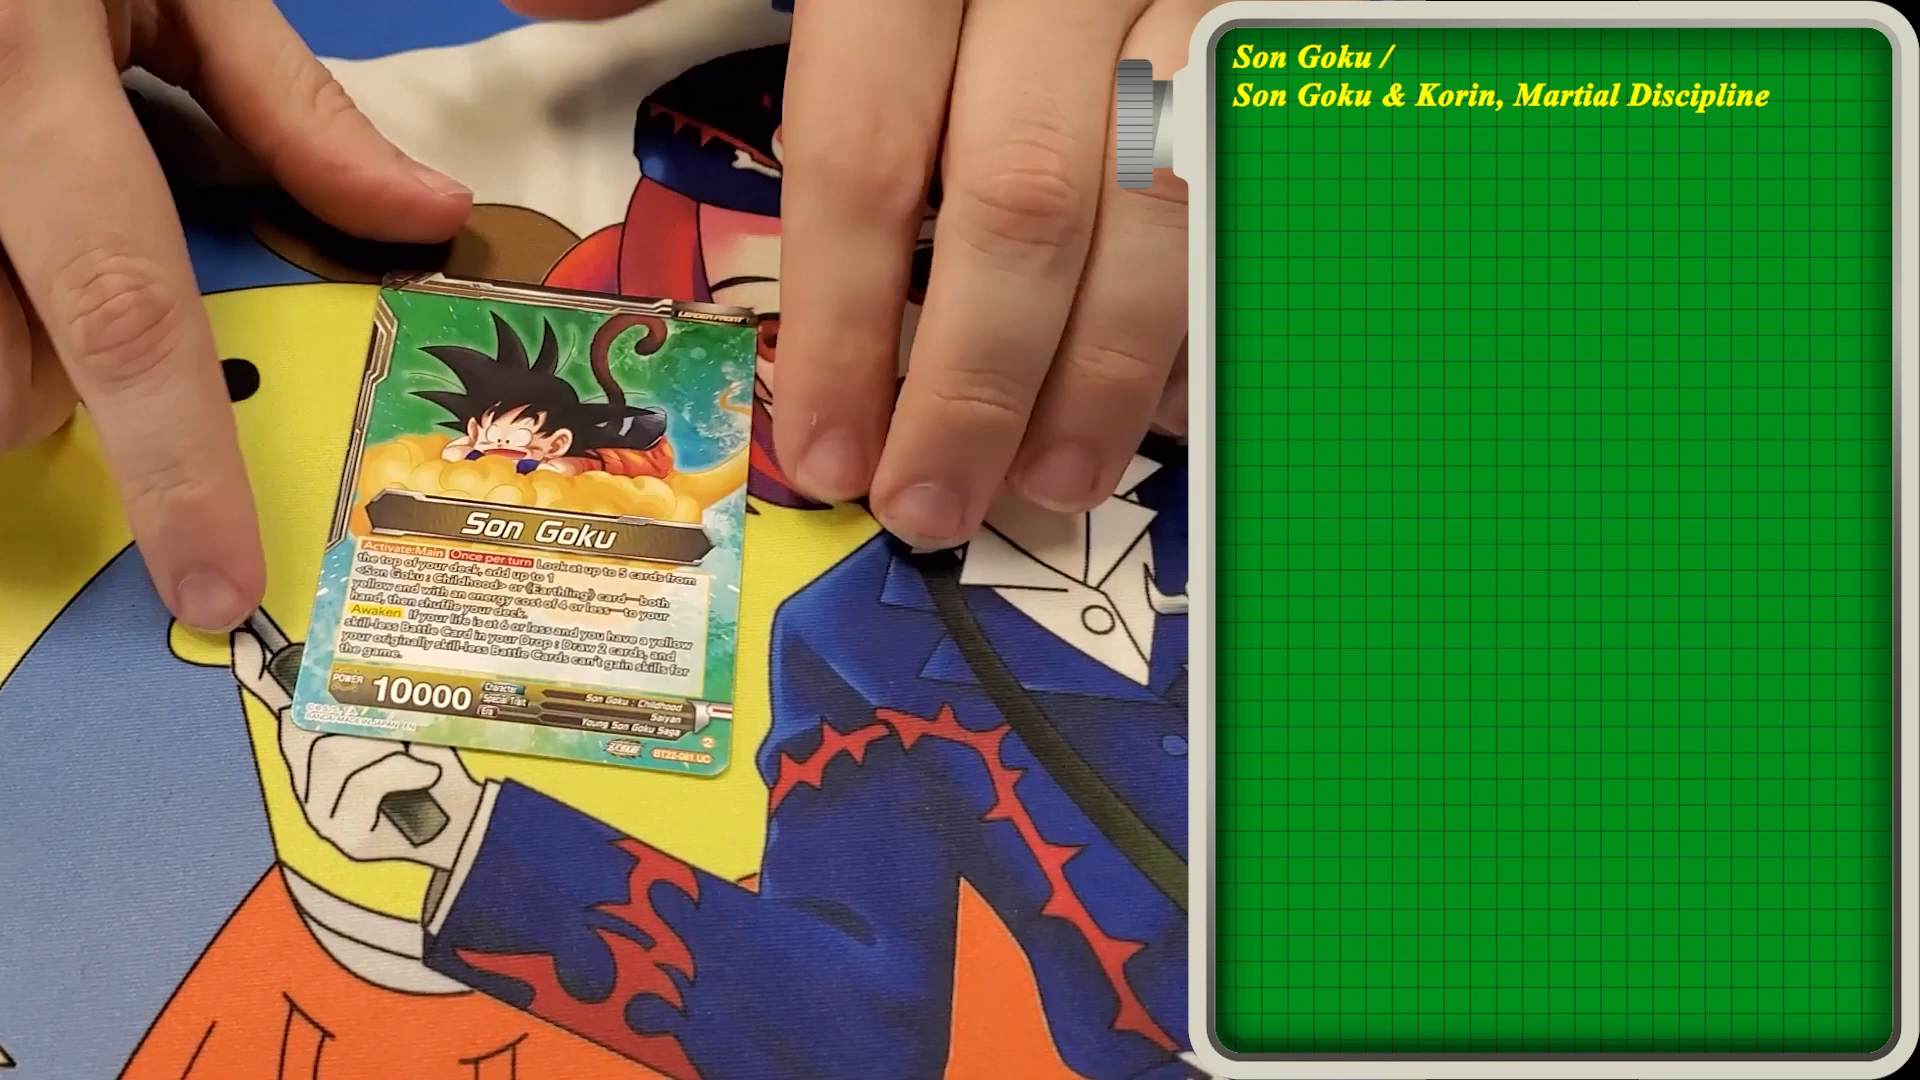 LEADER FRONT
Son Goku
Activate:Main Once per turn Look at up to 5 cards from
the top of your deck, add up to 1
<Son Goku : Childhood> or {Earthling} card—both
yellow and with an energy cost of 4 or less—to your
hand, then shuffle your deck.
Awaken If your life is at 6 or less and you have a yellow
skill-less Battle Card in your Drop : Draw 2 cards, and
your originally skill-less Battle Cards can't gain skills for
the game.
POWER 10000
Character Son Goku : Childhood
Special Trait Saiyan
Era Young Son Goku Saga
BANDAI MADE IN JAPAN EN
BT22-081 UC
Son Goku /
Son Goku & Korin, Martial Discipline